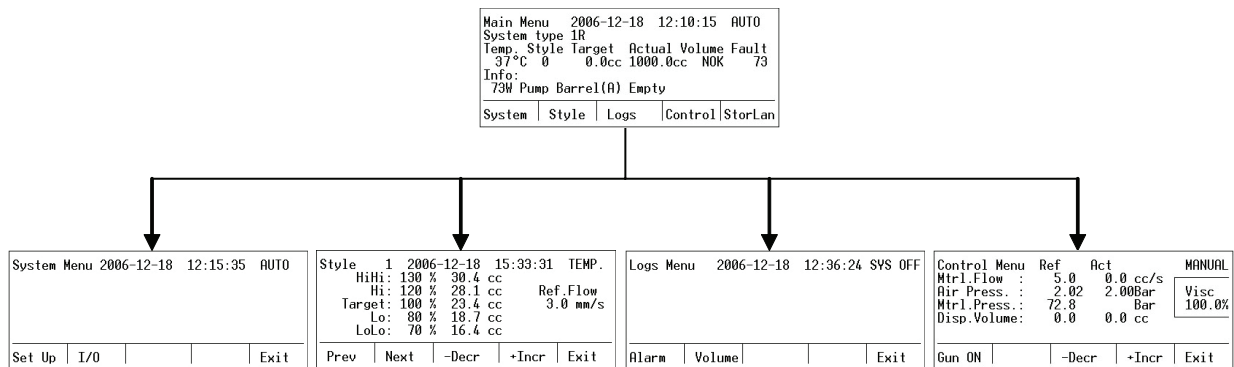 Main Menu 2006-12-18 12:10:15 AUTO
System type 1R
Temp. Style Target Actual Volume Fault
37°C 0 0.0cc 1000.0cc NOK 73
Info:
73W Pump Barrel(A) Empty
System Style Logs Control StorLan
System Menu 2006-12-18 12:15:35 AUTO
Set Up I/O Exit
Style 1 2006-12-18 15:33:31 TEMP.
HiHi: 130 % 30.4 cc
Hi: 120 % 28.1 cc Ref.Flow
Target: 100 % 23.4 cc 3.0 mm/s
Lo: 80 % 18.7 cc
LoLo: 70 % 16.4 cc
Prev Next -Decr +Incr Exit
Logs Menu 2006-12-18 12:36:24 SYS OFF
Alarm Volume Exit
Control Menu Ref Act MANUAL
Mtrl.Flow : 5.0 0.0 cc/s
Air Press. : 2.02 2.00Bar Visc
Mtrl.Press.: 72.8 Bar 100.0%
Disp.Volume: 0.0 0.0 cc
Gun ON -Decr +Incr Exit